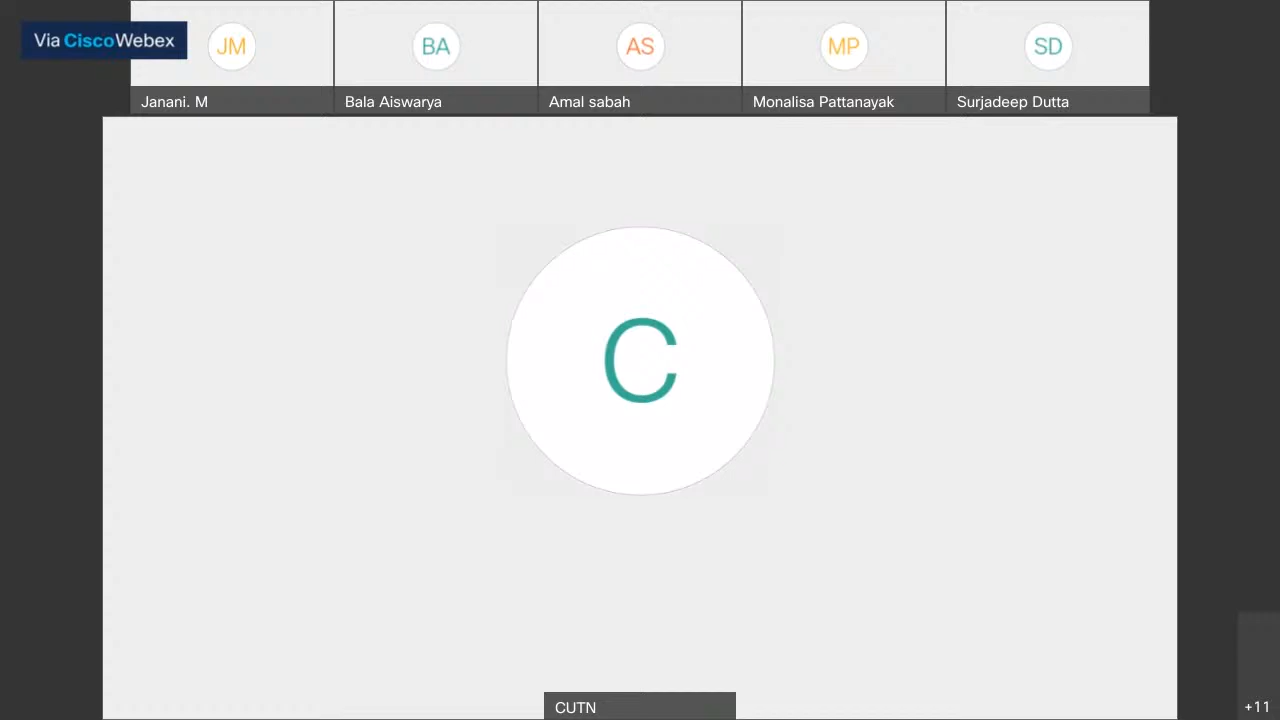 Via CiscoWebex
JM
BA
AS
MP
SD
Janani. M
Bala Aiswarya
Amal sabah
Monalisa Pattanayak
Surjadeep Dutta
C
CUTN
+11